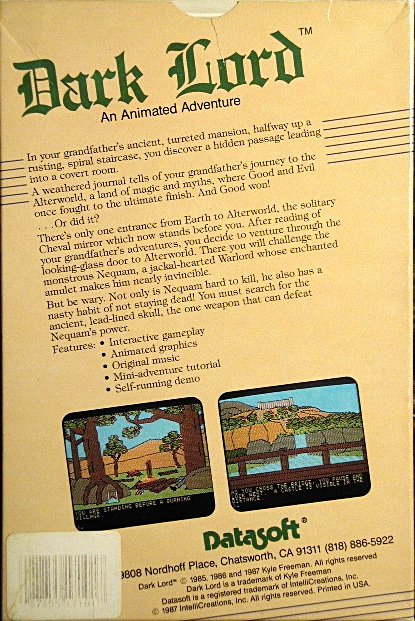 Dark Lord™
An Animated Adventure
In your grandfather's ancient, turreted mansion, halfway up a
rusting, spiral staircase, you discover a hidden passage leading
into a covert room.
A weathered journal tells of your grandfather's journey to the
Alterworld, a land of magic and myths, where Good and Evil
once fought to the ultimate finish. And Good won!
. . . Or did it?
There's only one entrance from Earth to Alterworld, the solitary
Cheval mirror which now stands before you. After reading of
your grandfather's adventures, you decide to venture through the
looking-glass door to Alterworld. There you will challenge the
monstrous Nequam, a jackal-hearted Warlord whose enchanted
amulet makes him nearly invincible.
But be wary. Not only is Nequam hard to kill, he also has a
nasty habit of not staying dead! You must search for the
ancient, lead-lined skull, the one weapon that can defeat
Nequam's power.
Features: • Interactive gameplay
• Animated graphics
• Original music
• Mini-adventure tutorial
• Self-running demo
YOU ARE STANDING BEFORE A BURNING
VILLAGE.
A CASTLE IS VISIBLE IN
DISTANCE.
Datasoft®
9808 Nordhoff Place, Chatsworth, CA 91311 (818) 886-5922
Dark Lord™ © 1985, 1986 and 1987 Kyle Freeman. All rights reserved
Dark Lord is a trademark of Kyle Freeman
Datasoft is a registered trademark of IntelliCreations, Inc.
© 1987 IntelliCreations, Inc. All rights reserved. Printed in USA.